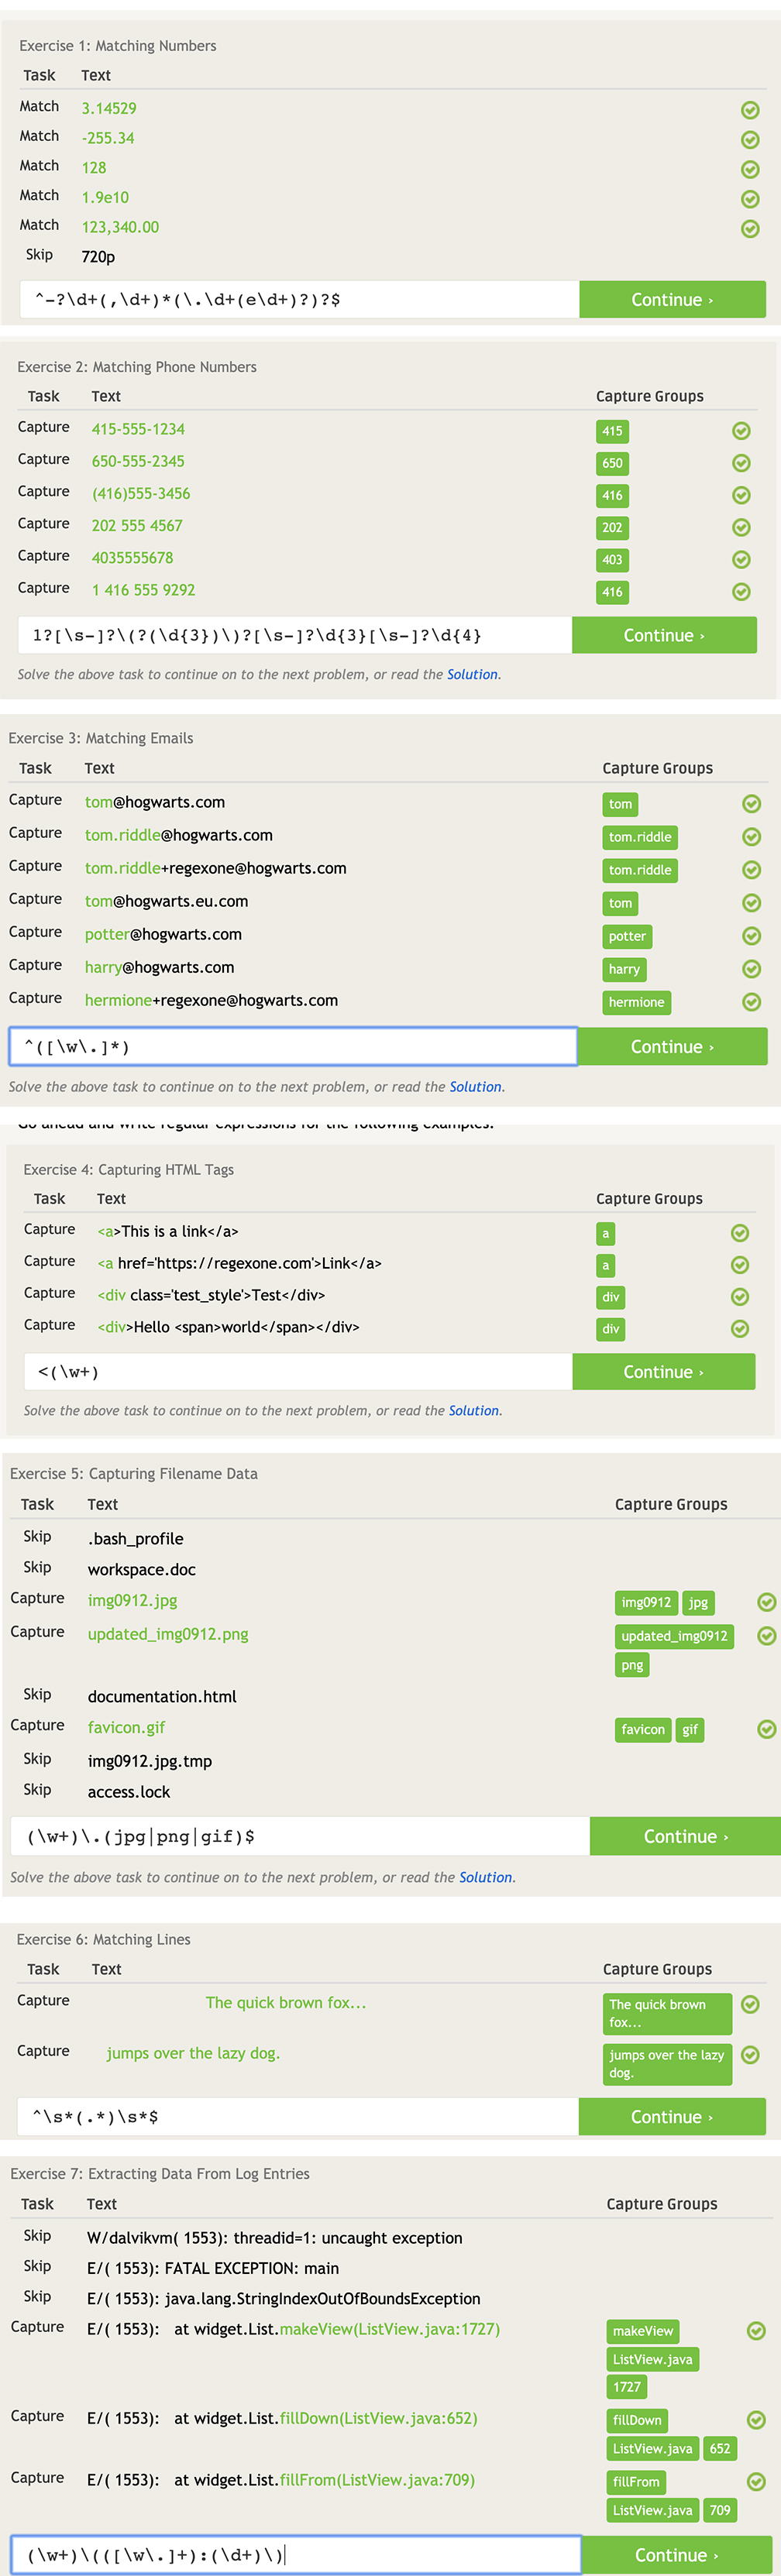 Exercise 1: Matching Numbers
Task Text
Match 3.14529
Match -255.34
Match 128
Match 1.9e10
Match 123,340.00
Skip 720p
^-?\d+(,\d+)*(\.\d+(e\d+)?)?$ Continue ›
Exercise 2: Matching Phone Numbers
Task Text Capture Groups
Capture 415-555-1234 415
Capture 650-555-2345 650
Capture (416)555-3456 416
Capture 202 555 4567 202
Capture 4035555678 403
Capture 1 416 555 9292 416
1?[\s-]?\(?(\d{3})\)?[\s-]?\d{3}[\s-]?\d{4} Continue ›
Solve the above task to continue on to the next problem, or read the Solution.
Exercise 3: Matching Emails
Task Text Capture Groups
Capture tom@hogwarts.com tom
Capture tom.riddle@hogwarts.com tom.riddle
Capture tom.riddle+regexone@hogwarts.com tom.riddle
Capture tom@hogwarts.eu.com tom
Capture potter@hogwarts.com potter
Capture harry@hogwarts.com harry
Capture hermione+regexone@hogwarts.com hermione
^([\w\.]*) Continue ›
Solve the above task to continue on to the next problem, or read the Solution.
Go ahead and write regular expressions for the following examples.
Exercise 4: Capturing HTML Tags
Task Text Capture Groups
Capture <a>This is a link</a> a
Capture <a href='https://regexone.com'>Link</a> a
Capture <div class='test_style'>Test</div> div
Capture <div>Hello <span>world</span></div> div
<(\w+) Continue ›
Solve the above task to continue on to the next problem, or read the Solution.
Exercise 5: Capturing Filename Data
Task Text Capture Groups
Skip .bash_profile
Skip workspace.doc
Capture img0912.jpg img0912 jpg
Capture updated_img0912.png updated_img0912
png
Skip documentation.html
Capture favicon.gif favicon gif
Skip img0912.jpg.tmp
Skip access.lock
(\w+)\.(jpg|png|gif)$ Continue ›
Solve the above task to continue on to the next problem, or read the Solution.
Exercise 6: Matching Lines
Task Text Capture Groups
Capture The quick brown fox... The quick brown
fox...
Capture jumps over the lazy dog. jumps over the lazy
dog.
^\s*(.*)\s*$ Continue ›
Exercise 7: Extracting Data From Log Entries
Task Text Capture Groups
Skip W/dalvikvm( 1553): threadid=1: uncaught exception
Skip E/( 1553): FATAL EXCEPTION: main
Skip E/( 1553): java.lang.StringIndexOutOfBoundsException
Capture E/( 1553): at widget.List.makeView(ListView.java:1727) makeView
ListView.java
1727
Capture E/( 1553): at widget.List.fillDown(ListView.java:652) fillDown
ListView.java 652
Capture E/( 1553): at widget.List.fillFrom(ListView.java:709) fillFrom
ListView.java 709
(\w+)\(([\w\.]+):(\d+)\) Continue ›